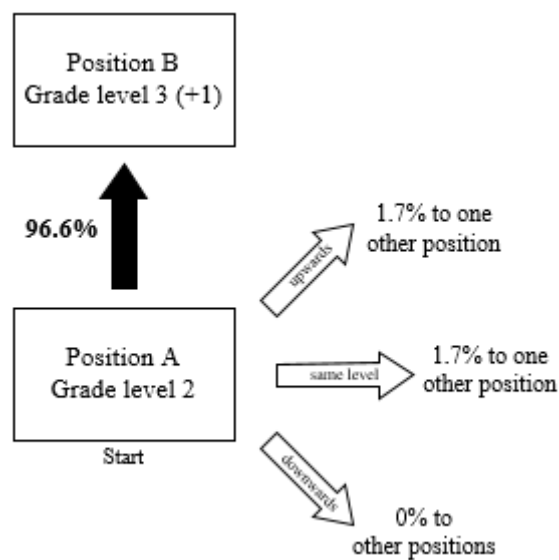 Position B
Grade level 3 (+1)
96.6%
1.7% to one
other position
upwards
Position A
Grade level 2
same level
1.7% to one
other position
Start
downwards
0% to
other positions